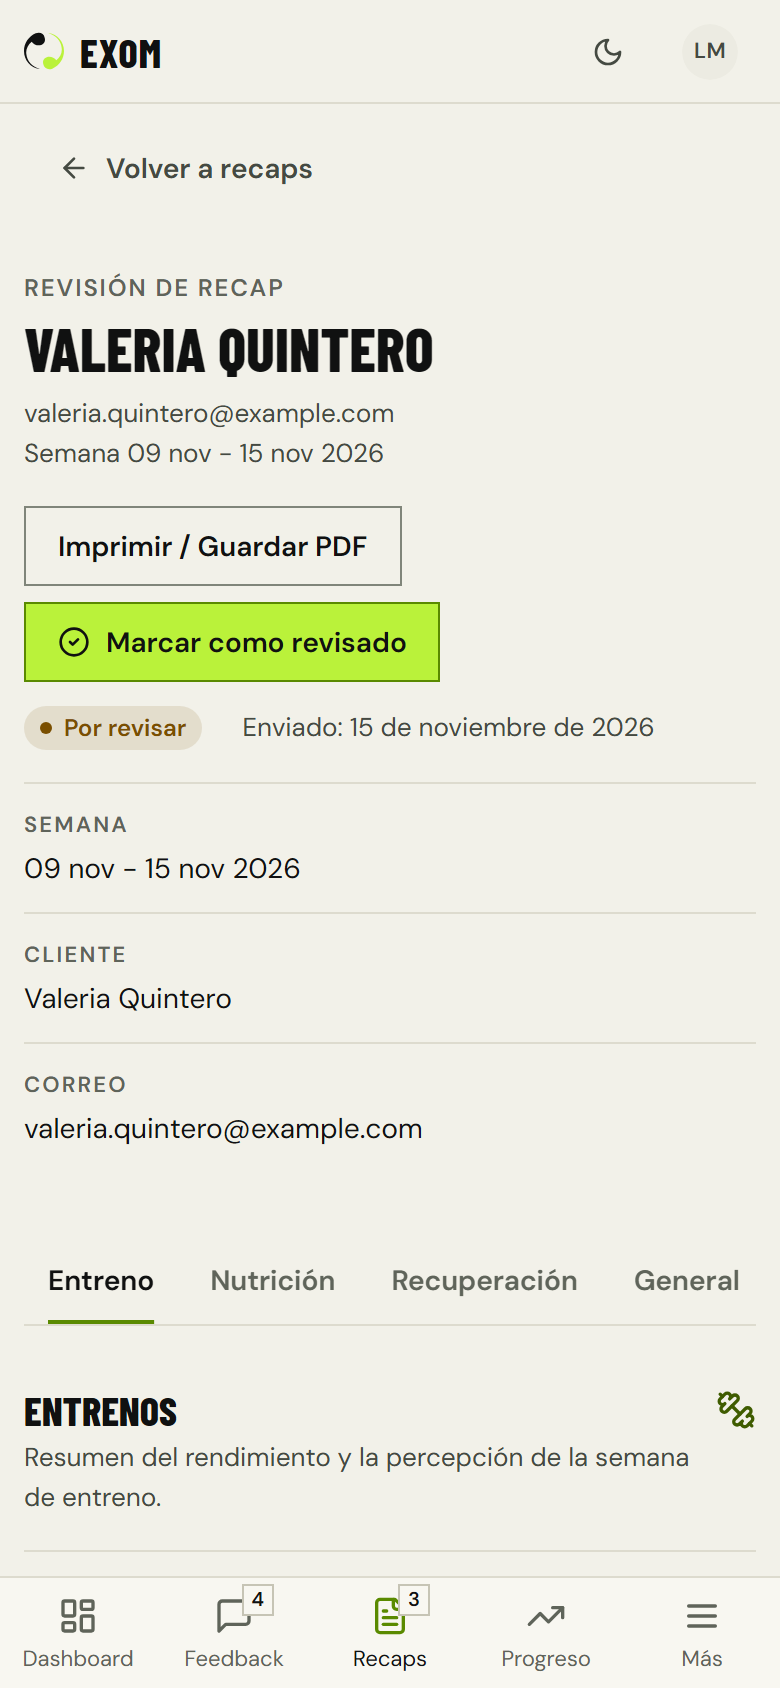 EXOM
LM
Volver a recaps
REVISIÓN DE RECAP
VALERIA QUINTERO
valeria.quintero@example.com
Semana 09 nov - 15 nov 2026
Imprimir / Guardar PDF
Marcar como revisado
Por revisar
Enviado: 15 de noviembre de 2026
SEMANA
09 nov - 15 nov 2026
CLIENTE
Valeria Quintero
CORREO
valeria.quintero@example.com
Entreno Nutrición Recuperación General
ENTRENOS
Resumen del rendimiento y la percepción de la semana
de entreno.
4 3
Dashboard Feedback Recaps Progreso Más